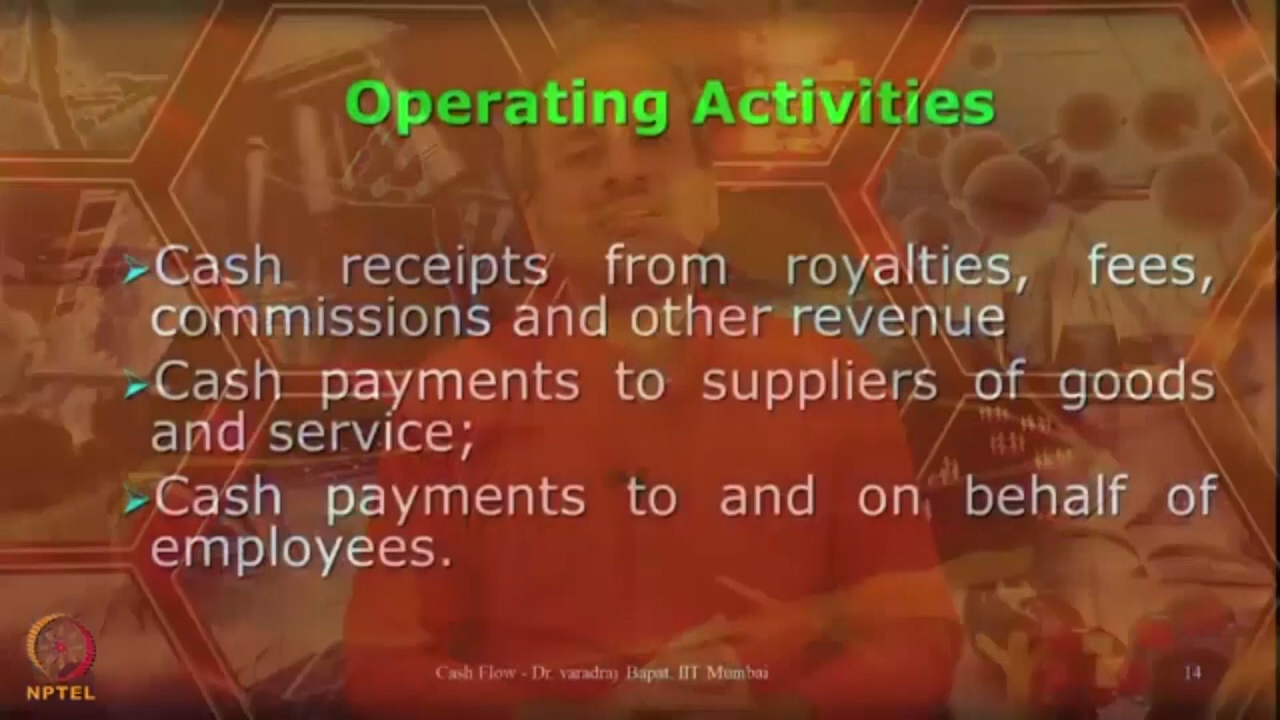 Operating Activities
➢Cash receipts from royalties, fees,
commissions and other revenue
➢Cash payments to suppliers of goods
and service;
➢Cash payments to and on behalf of
employees.
NPTEL
Cash Flow - Dr. varadraj Bapat. IIT Mumbai
14